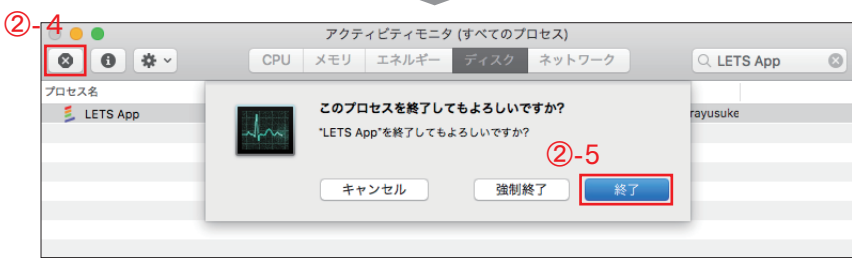 ②-4
アクティビティモニタ (すべてのプロセス)
CPU メモリ エネルギー ディスク ネットワーク LETS App
プロセス名
LETS App rayusuke
このプロセスを終了してもよろしいですか?
"LETS App"を終了してもよろしいですか?
②-5
キャンセル 強制終了 終了